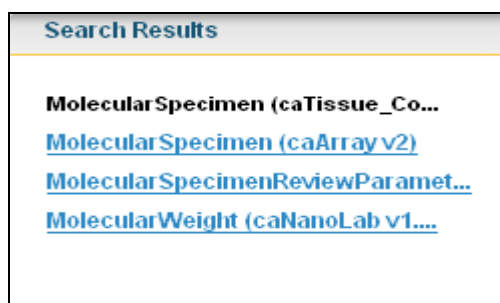 Search Results
MolecularSpecimen (caTissue_Co...
MolecularSpecimen (caArray v2)
MolecularSpecimenReviewParamet...
MolecularWeight (caNanoLab v1....